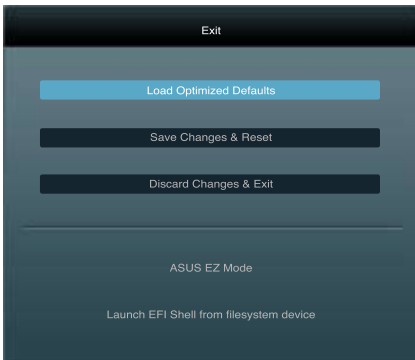 Exit
Load Optimized Defaults
Save Changes & Reset
Discard Changes & Exit
ASUS EZ Mode
Launch EFI Shell from filesystem device